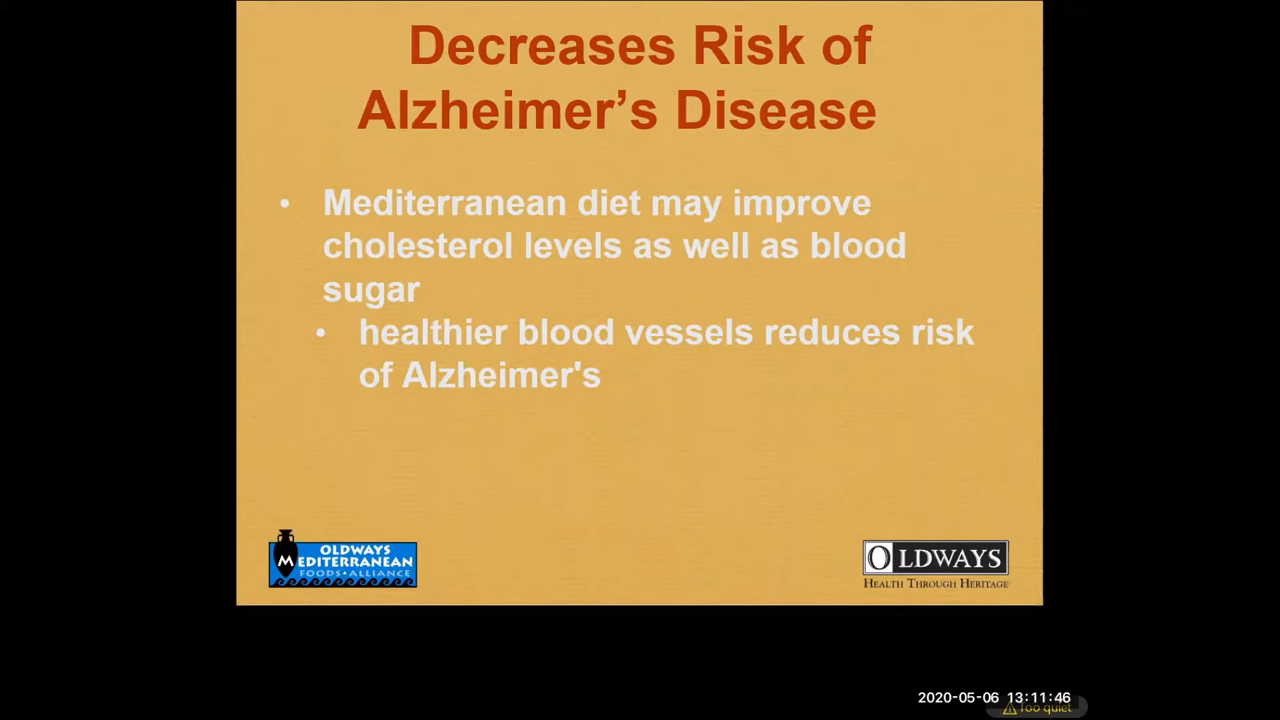 Decreases Risk of
Alzheimer’s Disease
• Mediterranean diet may improve
cholesterol levels as well as blood
sugar
• healthier blood vessels reduces risk
of Alzheimer's
OLDWAYS
MEDITERRANEAN
FOODS▲ALLIANCE
OLDWAYS
HEALTH THROUGH HERITAGE
2020-05-06 13:11:46
Too quiet